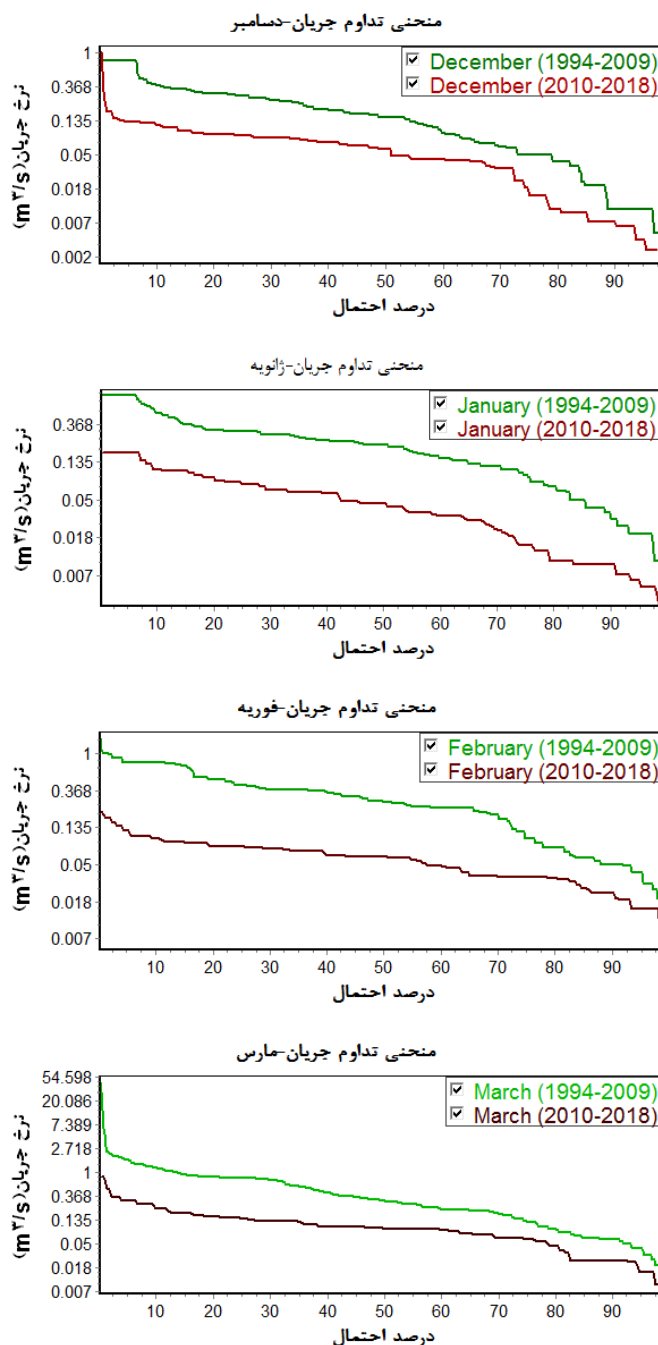 منحنی تداوم جریان-دسامبر
نرخ جریان(m³/s)
1
0.368
0.135
0.05
0.018
0.007
0.002
December (1994-2009)
December (2010-2018)
10 20 30 40 50 60 70 80 90
درصد احتمال
منحنی تداوم جریان-ژانویه
نرخ جریان(m³/s)
0.368
0.135
0.05
0.018
0.007
January (1994-2009)
January (2010-2018)
10 20 30 40 50 60 70 80 90
درصد احتمال
منحنی تداوم جریان-فوریه
نرخ جریان(m³/s)
1
0.368
0.135
0.05
0.018
0.007
February (1994-2009)
February (2010-2018)
10 20 30 40 50 60 70 80 90
درصد احتمال
منحنی تداوم جریان-مارس
نرخ جریان(m³/s)
54.598
20.086
7.389
2.718
1
0.368
0.135
0.05
0.018
0.007
March (1994-2009)
March (2010-2018)
10 20 30 40 50 60 70 80 90
درصد احتمال